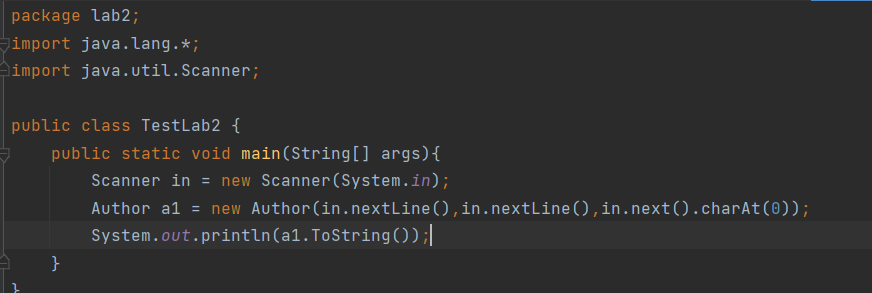 package lab2;
import java.lang.*;
import java.util.Scanner;
public class TestLab2 {
public static void main(String[] args){
Scanner in = new Scanner(System.in);
Author a1 = new Author(in.nextLine(),in.nextLine(),in.next().charAt(0));
System.out.println(a1.ToString());
}
}